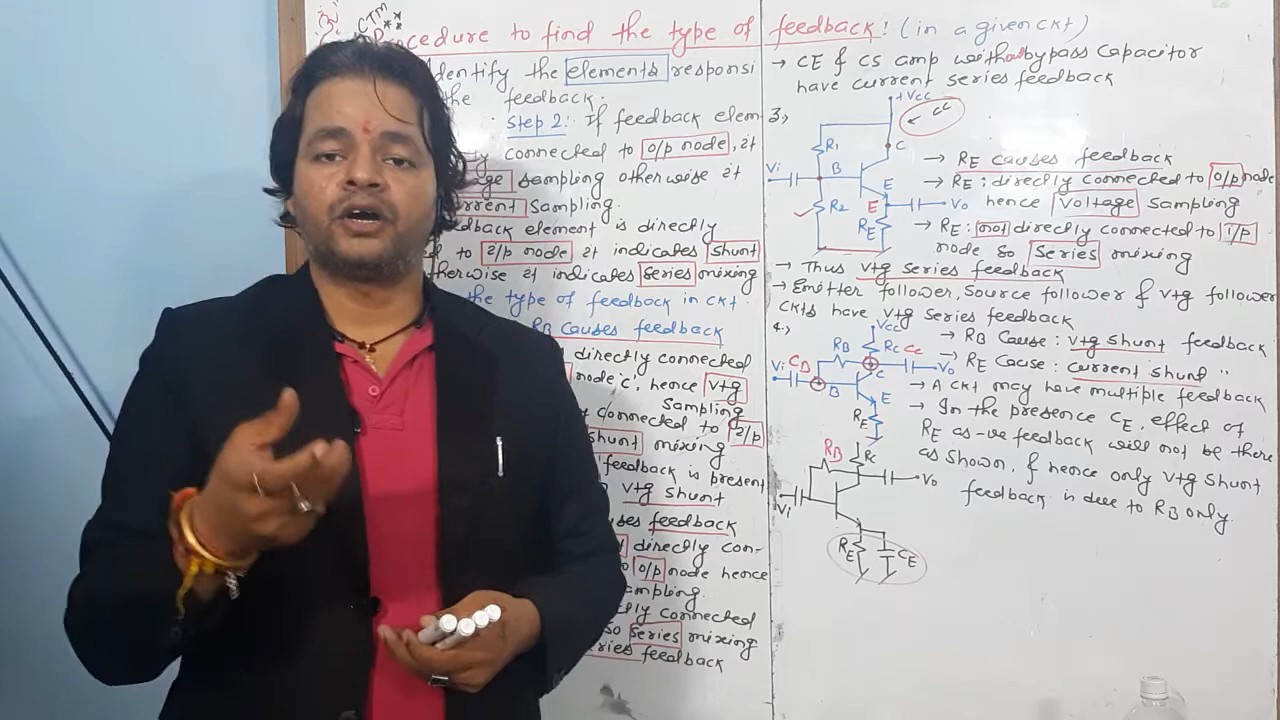 CTM **
Procedure to find the type of feedback! (in a given ckt)
Identify the elements responsi
the feedback.
Step 2: If feedback elem
connected to o/p node, it
sampling otherwise it
Sampling.
feedback element is directly
to i/p node it indicates shunt
otherwise it indicates series mixing
the type of feedback in ckt.
RB Causes feedback
directly connected
node 'c', hence vtg
Sampling
connected to i/p
shunt mixing
feedback is present
vtg shunt
feedback
directly con-
o/p node hence
sampling.
connected
so series mixing
feedback
→ CE & CS amp without bypass Capacitor
have current series feedback
3,
+Vcc
← CC
R1
C
Vi
B
E
R2
E
Vo
RE
→ RE causes feedback
→ RE: directly connected to o/p node
hence Voltage Sampling
→ RE: not directly connected to i/p
node so Series mixing
→ Thus vtg series feedback
→ Emitter follower, Source follower & vtg follower
ckts have vtg series feedback
4.,
Vcc
RB
RC
Cc
Vi
CB
Vo
C
B
E
RE
→ RB Cause: vtg shunt feedback
→ RE Cause: current shunt "
→ A ckt may have multiple feedback
→ In the presence CE, effect of
RE as -ve feedback will not be there
as shown, & hence only vtg shunt
feedback is due to RB only.
RB
RC
Vo
Vi
RE
CE